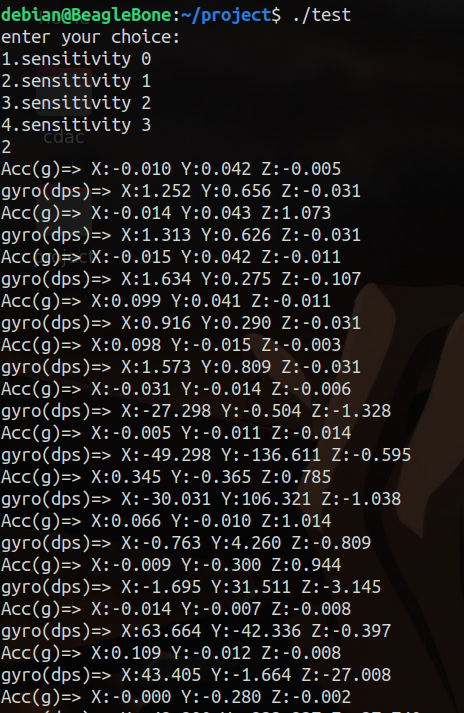 debian@BeagleBone:~/project$ ./test
enter your choice:
1.sensitivity 0
2.sensitivity 1
3.sensitivity 2
4.sensitivity 3
cdac
2
Acc(g)=> X:-0.010 Y:0.042 Z:-0.005
gyro(dps)=> X:1.252 Y:0.656 Z:-0.031
Acc(g)=> X:-0.014 Y:0.043 Z:1.073
gyro(dps)=> X:1.313 Y:0.626 Z:-0.031
Acc(g)=> X:-0.015 Y:0.042 Z:-0.011
gyro(dps)=> X:1.634 Y:0.275 Z:-0.107
Acc(g)=> X:0.099 Y:0.041 Z:-0.011
gyro(dps)=> X:0.916 Y:0.290 Z:-0.031
Acc(g)=> X:0.098 Y:-0.015 Z:-0.003
gyro(dps)=> X:1.573 Y:0.809 Z:-0.031
Acc(g)=> X:-0.031 Y:-0.014 Z:-0.006
gyro(dps)=> X:-27.298 Y:-0.504 Z:-1.328
Acc(g)=> X:-0.005 Y:-0.011 Z:-0.014
gyro(dps)=> X:-49.298 Y:-136.611 Z:-0.595
Acc(g)=> X:0.345 Y:-0.365 Z:0.785
gyro(dps)=> X:-30.031 Y:106.321 Z:-1.038
Acc(g)=> X:0.066 Y:-0.010 Z:1.014
gyro(dps)=> X:-0.763 Y:4.260 Z:-0.809
Acc(g)=> X:-0.009 Y:-0.300 Z:0.944
gyro(dps)=> X:-1.695 Y:31.511 Z:-3.145
Acc(g)=> X:-0.014 Y:-0.007 Z:-0.008
gyro(dps)=> X:63.664 Y:-42.336 Z:-0.397
Acc(g)=> X:0.109 Y:-0.012 Z:-0.008
gyro(dps)=> X:43.405 Y:-1.664 Z:-27.008
Acc(g)=> X:-0.000 Y:-0.280 Z:-0.002